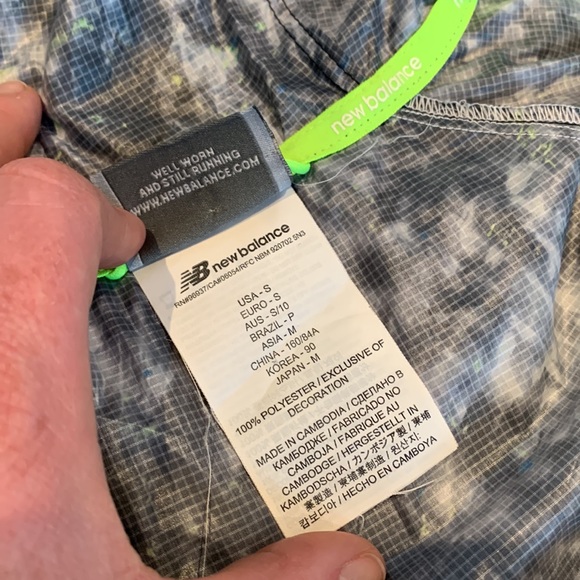 new balance
WELL WORN
AND STILL RUNNING
WWW.NEWBALANCE.COM
NB new balance
RN#96937/CA#06054/RFC NBM 920702 5N3
USA - S
EURO - S
AUS - S/10
BRAZIL - P
ASIA - M
CHINA - 160/84A
KOREA - 90
JAPAN - M
100% POLYESTER / EXCLUSIVE OF
DECORATION
MADE IN CAMBODIA / СДЕЛАНО В
КАМБОДЖЕ / FABRICADO NO
CAMBOJA / FABRIQUE AU
CAMBODGE / HERGESTELLT IN
KAMBODSCHA / カンボジア製 / 柬埔
寨製造 / 柬埔寨制造 / 원산지:
캄보디아 / HECHO EN CAMBOYA